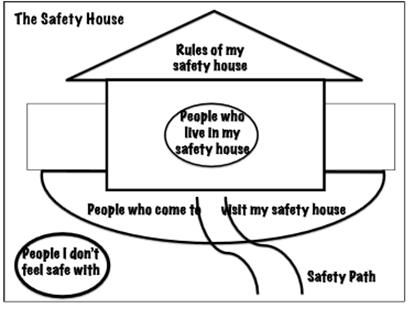 The Safety House
Rules of my
safety house
People who
live in my
safety house
People who come to visit my safety house
People I don't
feel safe with
Safety Path